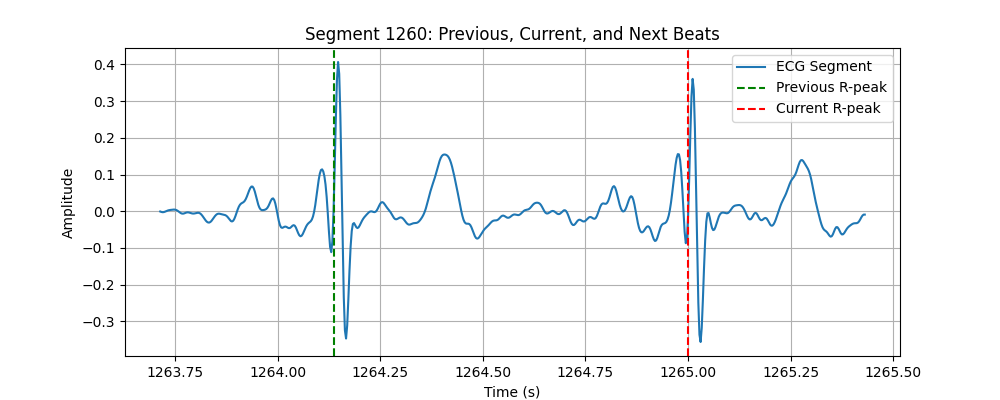 Segment 1260: Previous, Current, and Next Beats
ECG Segment
Previous R-peak
Current R-peak
Amplitude
0.4
0.3
0.2
0.1
0.0
−0.1
−0.2
−0.3
1263.75 1264.00 1264.25 1264.50 1264.75 1265.00 1265.25 1265.50
Time (s)